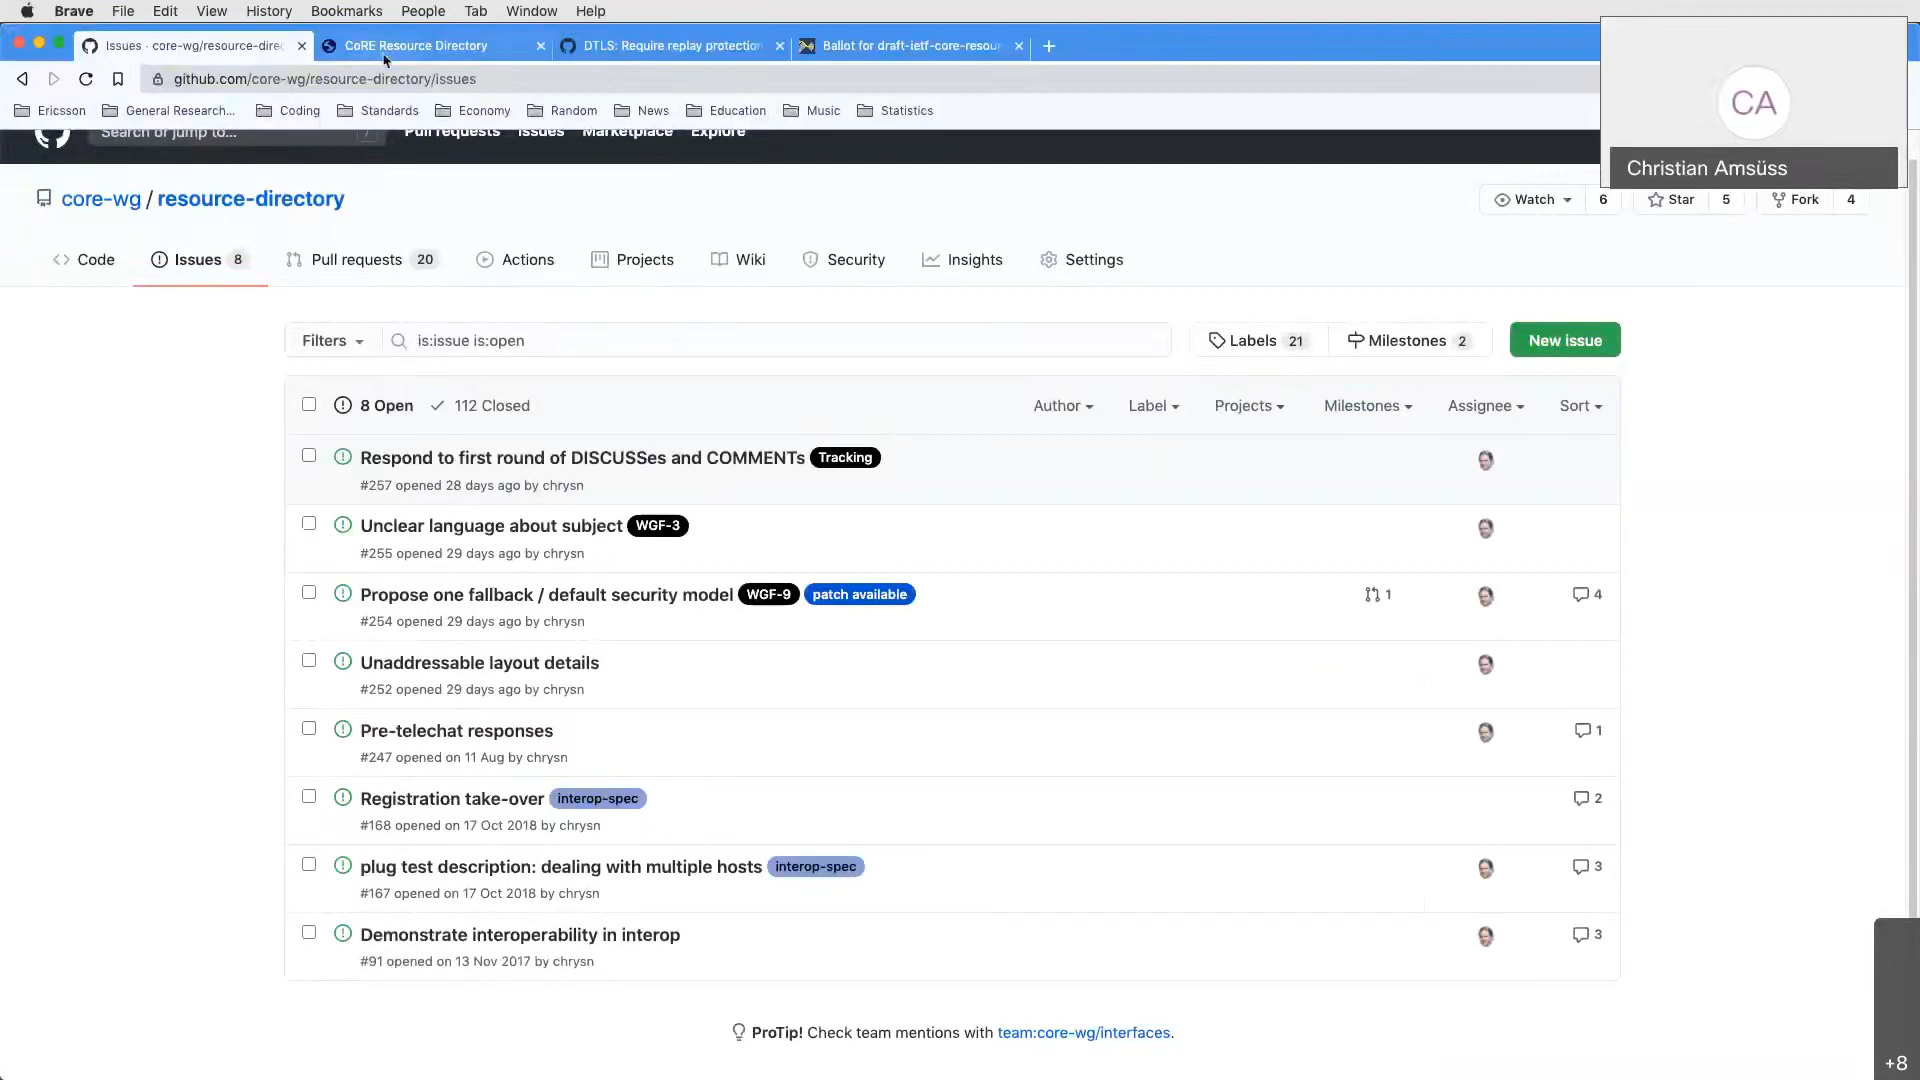 Brave File Edit View History Bookmarks People Tab Window Help
Issues · core-wg/resource-direc
CoRE Resource Directory
DTLS: Require replay protection
Ballot for draft-ietf-core-resou
github.com/core-wg/resource-directory/issues
Ericsson General Research... Coding Standards Economy Random News Education Music Statistics
Search or jump to... / Pull requests Issues Marketplace Explore
CA
Christian Amsüss
core-wg / resource-directory
Watch 6 Star 5 Fork 4
Code Issues 8 Pull requests 20 Actions Projects Wiki Security Insights Settings
Filters is:issue is:open Labels 21 Milestones 2 New issue
8 Open 112 Closed Author Label Projects Milestones Assignee Sort
Respond to first round of DISCUSSes and COMMENTs Tracking
#257 opened 28 days ago by chrysn
Unclear language about subject WGF-3
#255 opened 29 days ago by chrysn
Propose one fallback / default security model WGF-9 patch available 1 4
#254 opened 29 days ago by chrysn
Unaddressable layout details
#252 opened 29 days ago by chrysn
Pre-telechat responses 1
#247 opened on 11 Aug by chrysn
Registration take-over interop-spec 2
#168 opened on 17 Oct 2018 by chrysn
plug test description: dealing with multiple hosts interop-spec 3
#167 opened on 17 Oct 2018 by chrysn
Demonstrate interoperability in interop 3
#91 opened on 13 Nov 2017 by chrysn
ProTip! Check team mentions with team:core-wg/interfaces.
+8